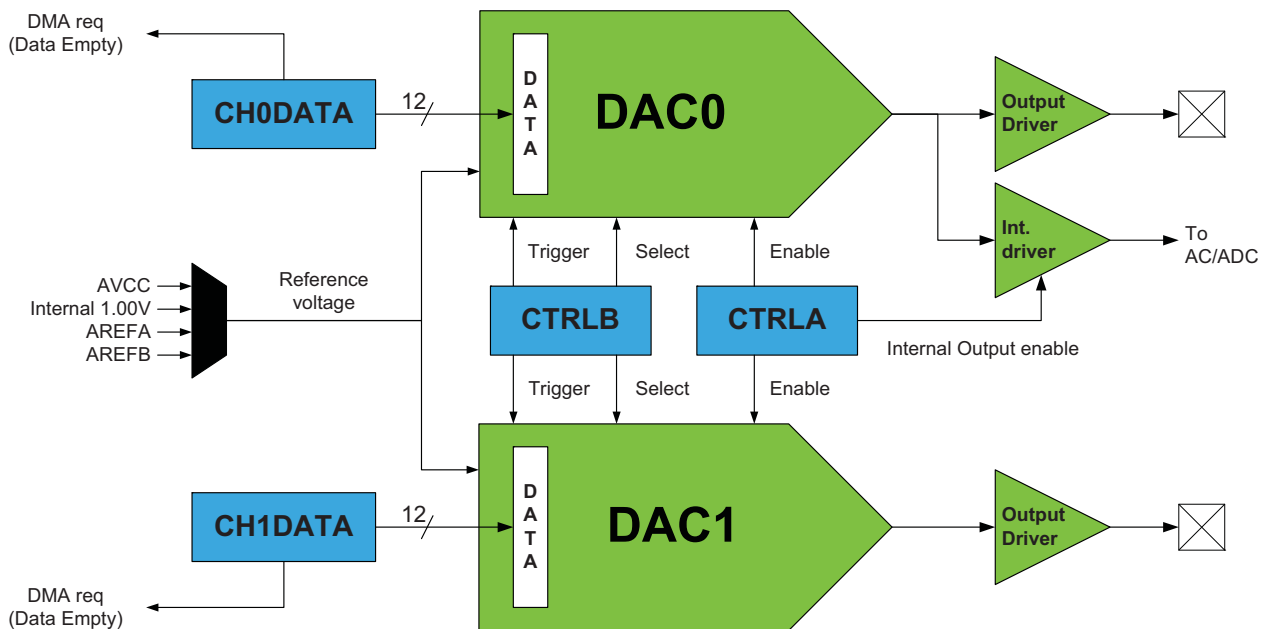 DMA req
(Data Empty)
CH0DATA
12
D
A
T
A
DAC0
Output
Driver
Int.
driver
To
AC/ADC
Trigger
Select
Enable
AVCC
Internal 1.00V
AREFA
AREFB
Reference
voltage
CTRLB
CTRLA
Internal Output enable
Trigger
Select
Enable
CH1DATA
12
D
A
T
A
DAC1
Output
Driver
DMA req
(Data Empty)